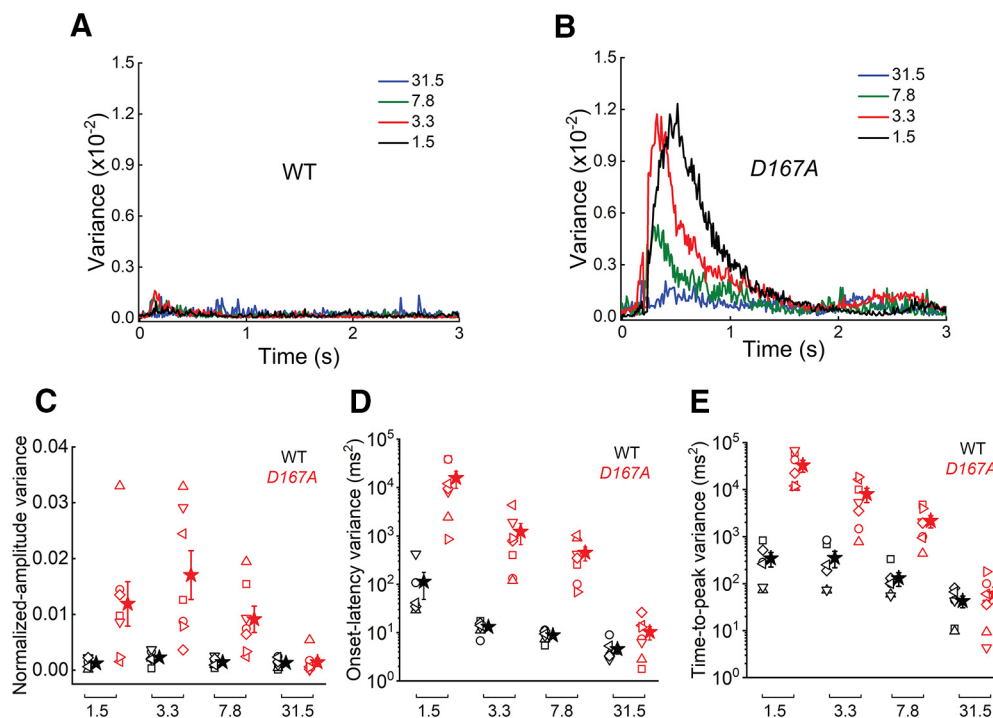 A
Variance (x10⁻²)
1.5
1.2
0.9
0.6
0.3
0.0
31.5
7.8
3.3
1.5
WT
0
1
2
3
Time (s)
B
Variance (x10⁻²)
1.5
1.2
0.9
0.6
0.3
0.0
31.5
7.8
3.3
1.5
D167A
0
1
2
3
Time (s)
C
Normalized-amplitude variance
0.04
0.03
0.02
0.01
0.00
WT
D167A
1.5
3.3
7.8
31.5
D
Onset-latency variance (ms²)
10⁵
10⁴
10³
10²
10¹
10⁰
WT
D167A
1.5
3.3
7.8
31.5
E
Time-to-peak variance (ms²)
10⁵
10⁴
10³
10²
10¹
10⁰
WT
D167A
1.5
3.3
7.8
31.5